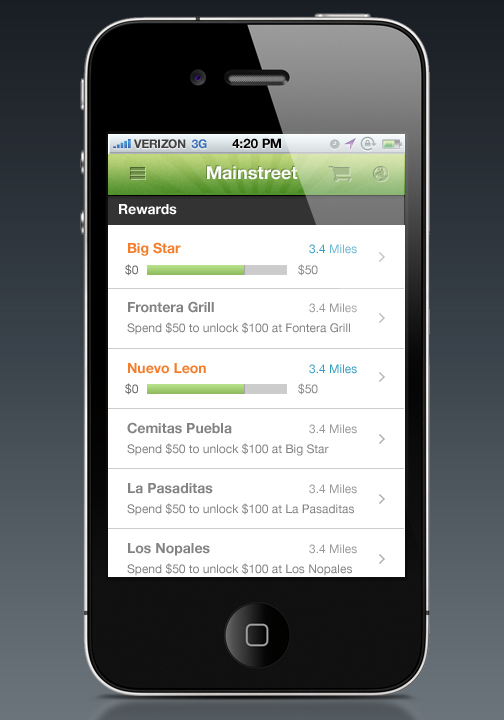 VERIZON 3G 4:20 PM
Mainstreet
Rewards
Big Star 3.4 Miles
$0 $50
Frontera Grill 3.4 Miles
Spend $50 to unlock $100 at Fontera Grill
Nuevo Leon 3.4 Miles
$0 $50
Cemitas Puebla 3.4 Miles
Spend $50 to unlock $100 at Big Star
La Pasaditas 3.4 Miles
Spend $50 to unlock $100 at La Pasaditas
Los Nopales 3.4 Miles
Spend $50 to unlock $100 at Los Nopales